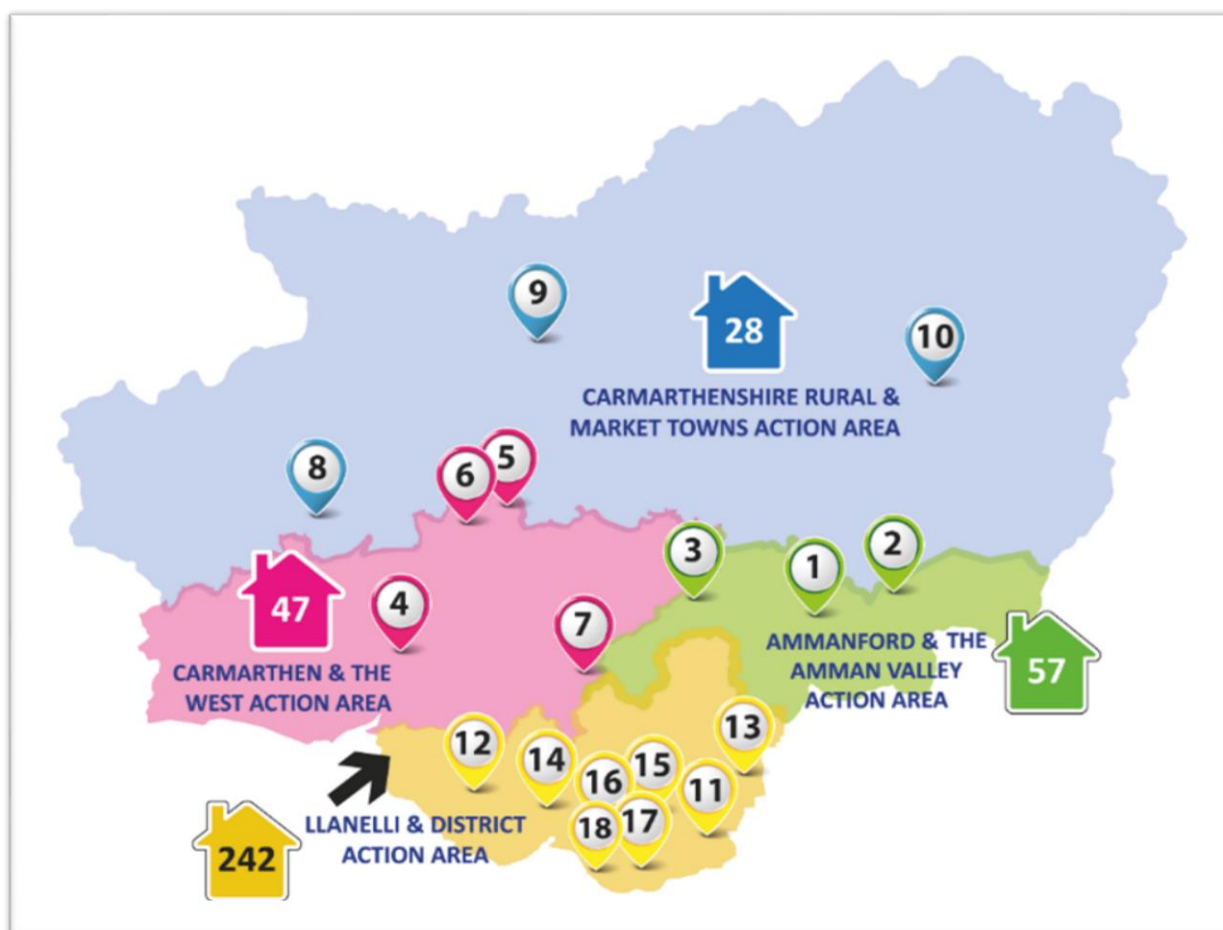 9
28
10
CARMARTHENSHIRE RURAL &
MARKET TOWNS ACTION AREA
8
6
5
3
1
2
47
4
7
CARMARTHEN & THE
WEST ACTION AREA
AMMANFORD & THE
AMMAN VALLEY
ACTION AREA
57
12
14
16
15
13
11
18
17
LLANELLI & DISTRICT
ACTION AREA
242